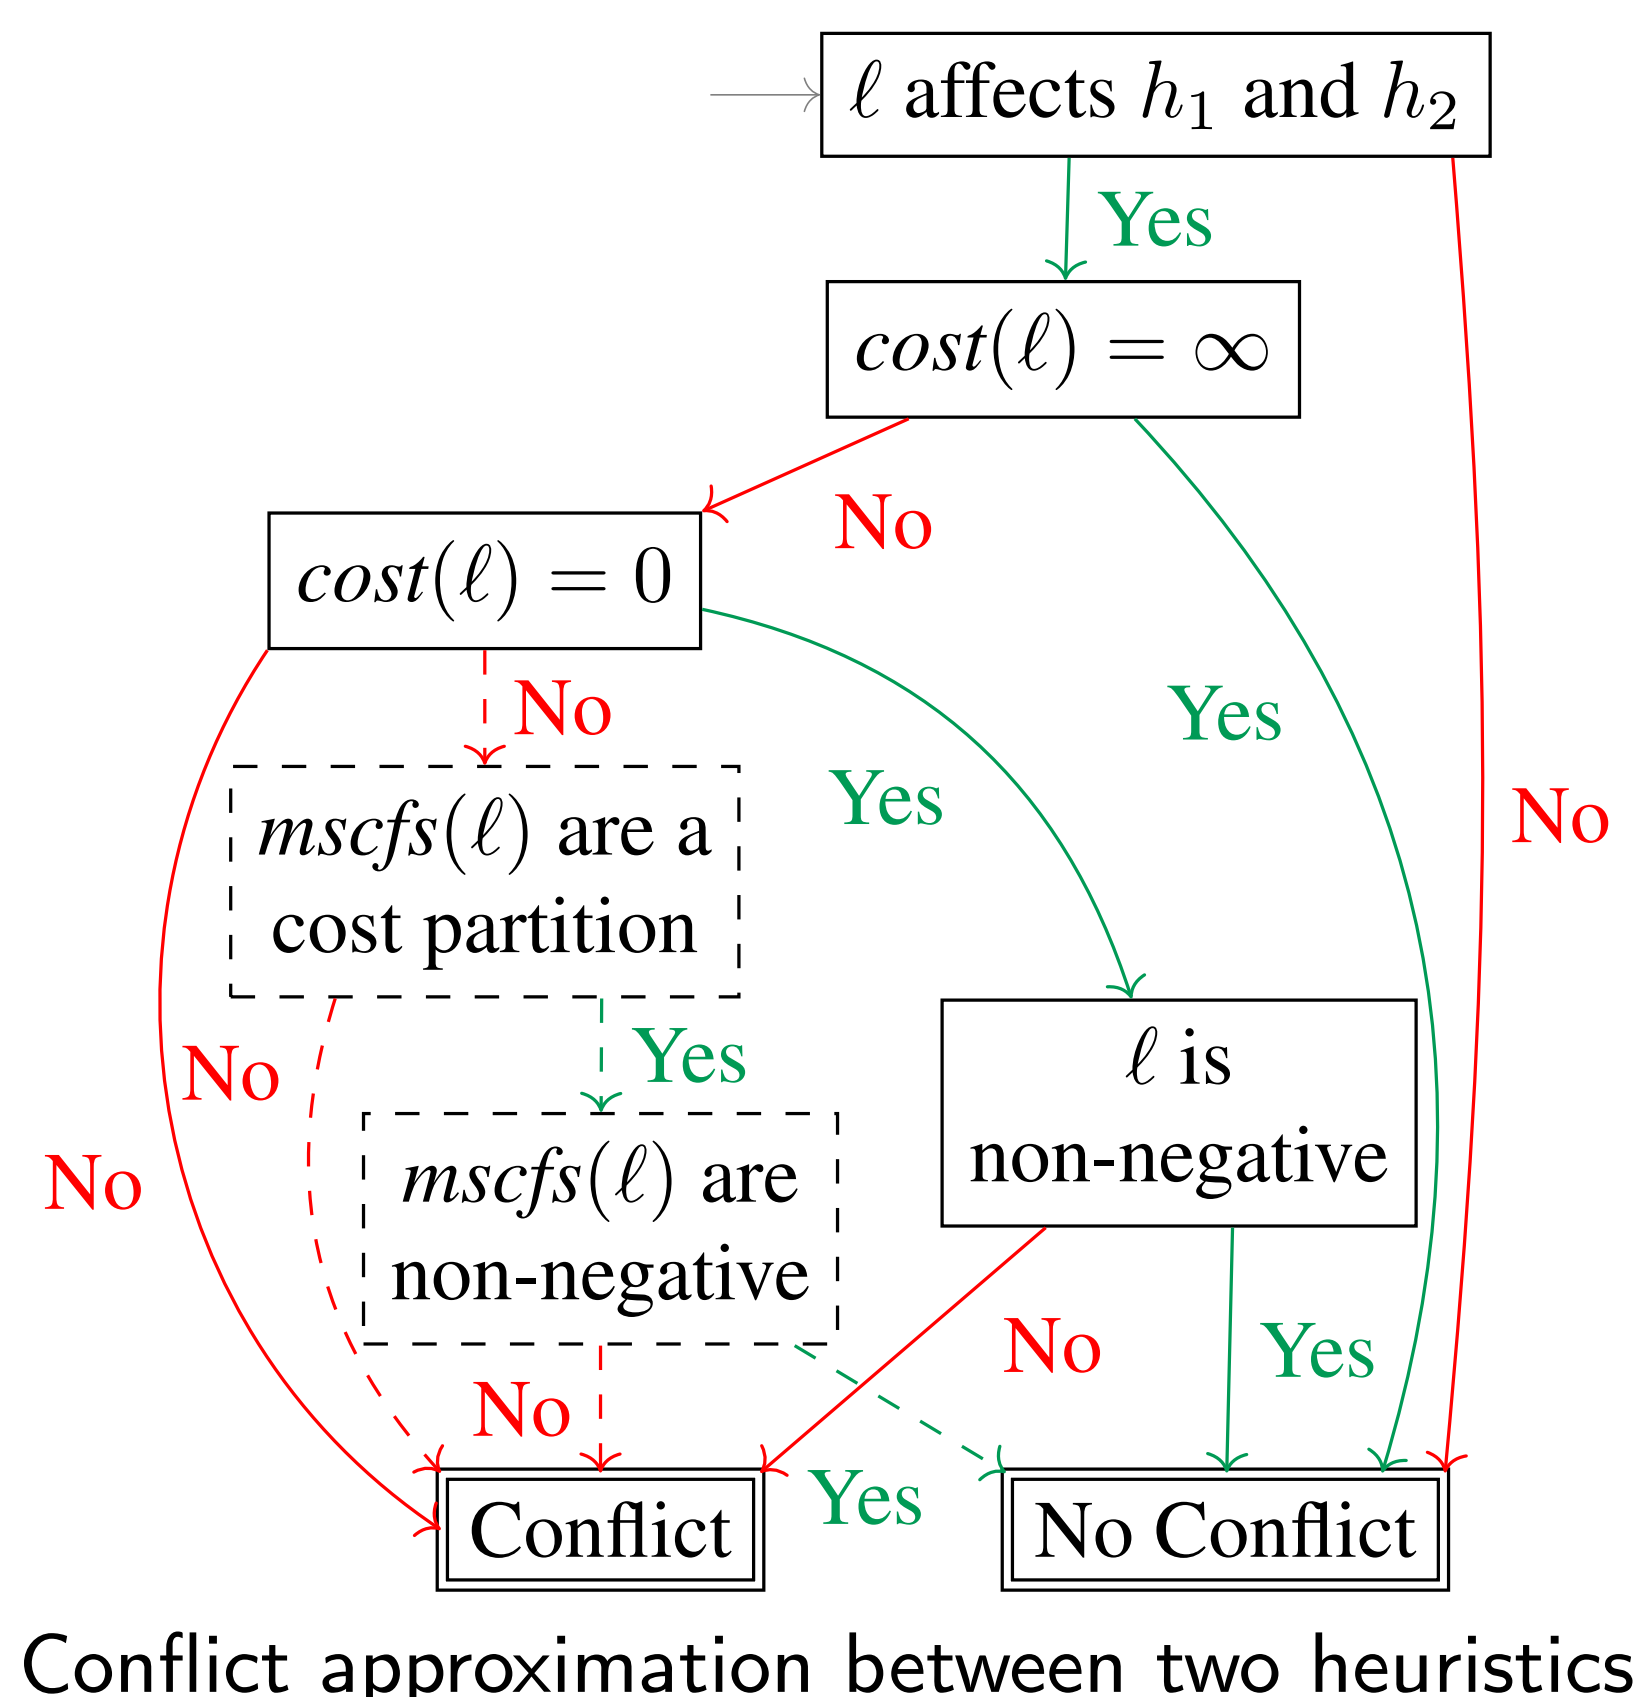 ℓ affects h₁ and h₂
Yes
cost(ℓ) = ∞
No
cost(ℓ) = 0
No
Yes
Yes
No
mscfs(ℓ) are a
cost partition
No
Yes
ℓ is
non-negative
No
mscfs(ℓ) are
non-negative
No
Yes
No
Yes
Conflict
No Conflict
Conflict approximation between two heuristics